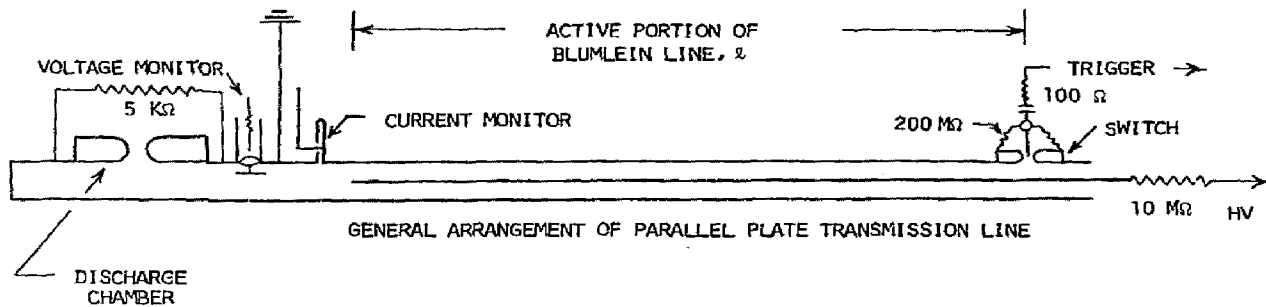 ACTIVE PORTION OF
BLUMLEIN LINE, ℓ
VOLTAGE MONITOR
5 KΩ
TRIGGER
100 Ω
CURRENT MONITOR
200 MΩ
SWITCH
10 MΩ
HV
GENERAL ARRANGEMENT OF PARALLEL PLATE TRANSMISSION LINE
DISCHARGE
CHAMBER